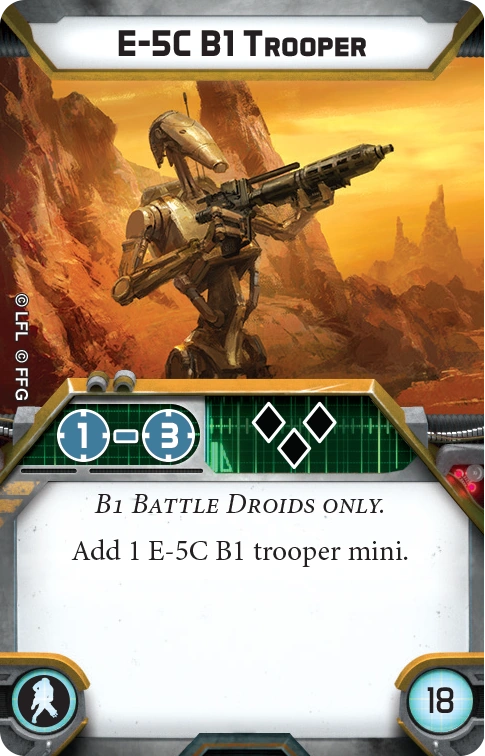 E-5C B1 Trooper
© LFL © FFG
1 - 3
B1 Battle Droids only.
Add 1 E-5C B1 trooper mini.
18